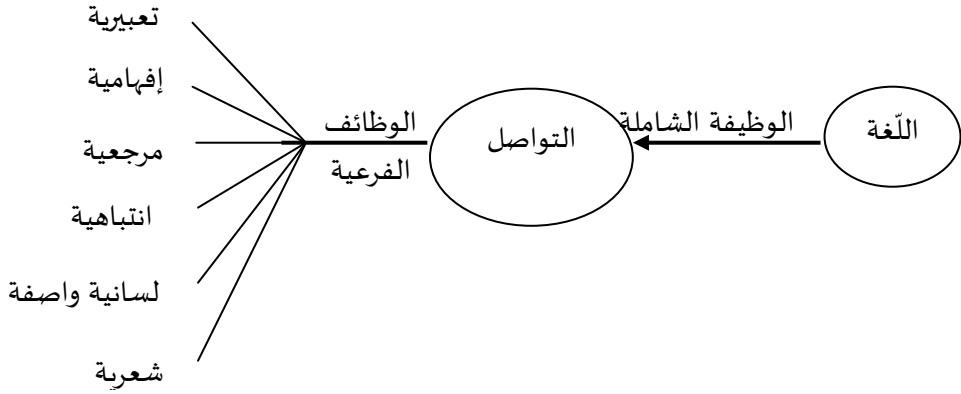 اللّغة
الوظيفة الشاملة
التواصل
الوظائف
الفرعية
تعبيرية
إفهامية
مرجعية
انتباهية
لسانية واصفة
شعرية